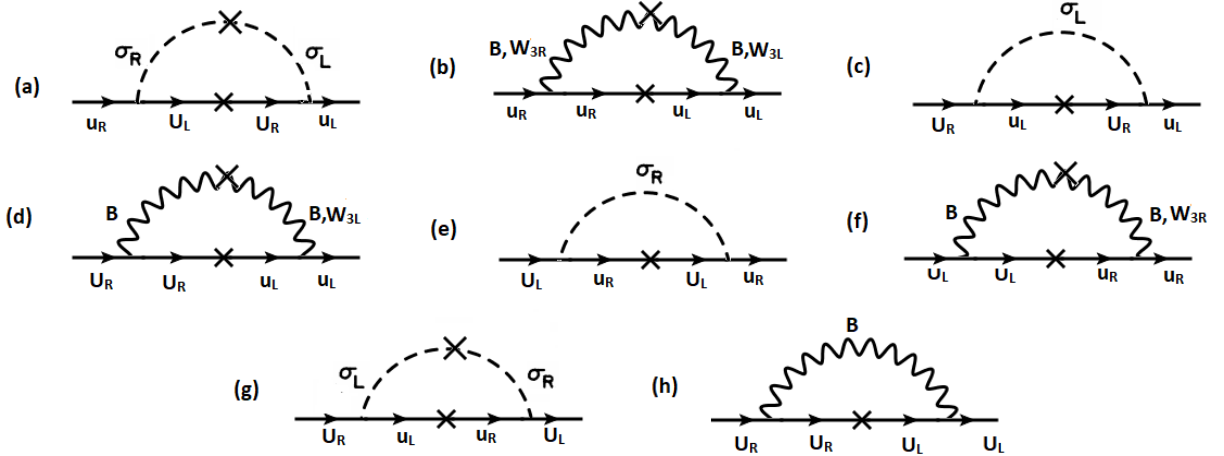 (a)
σR
σL
uR UL UR uL
(b)
B, W3R
B,W3L
uR uR uL uL
(c)
σL
UR uL UR uL
(d)
B
B,W3L
UR UR uL uL
(e)
σR
UL uR UL uR
(f)
B
B, W3R
UL UL uR uR
(g)
σL
σR
UR uL uR UL
(h)
B
UR UR UL UL